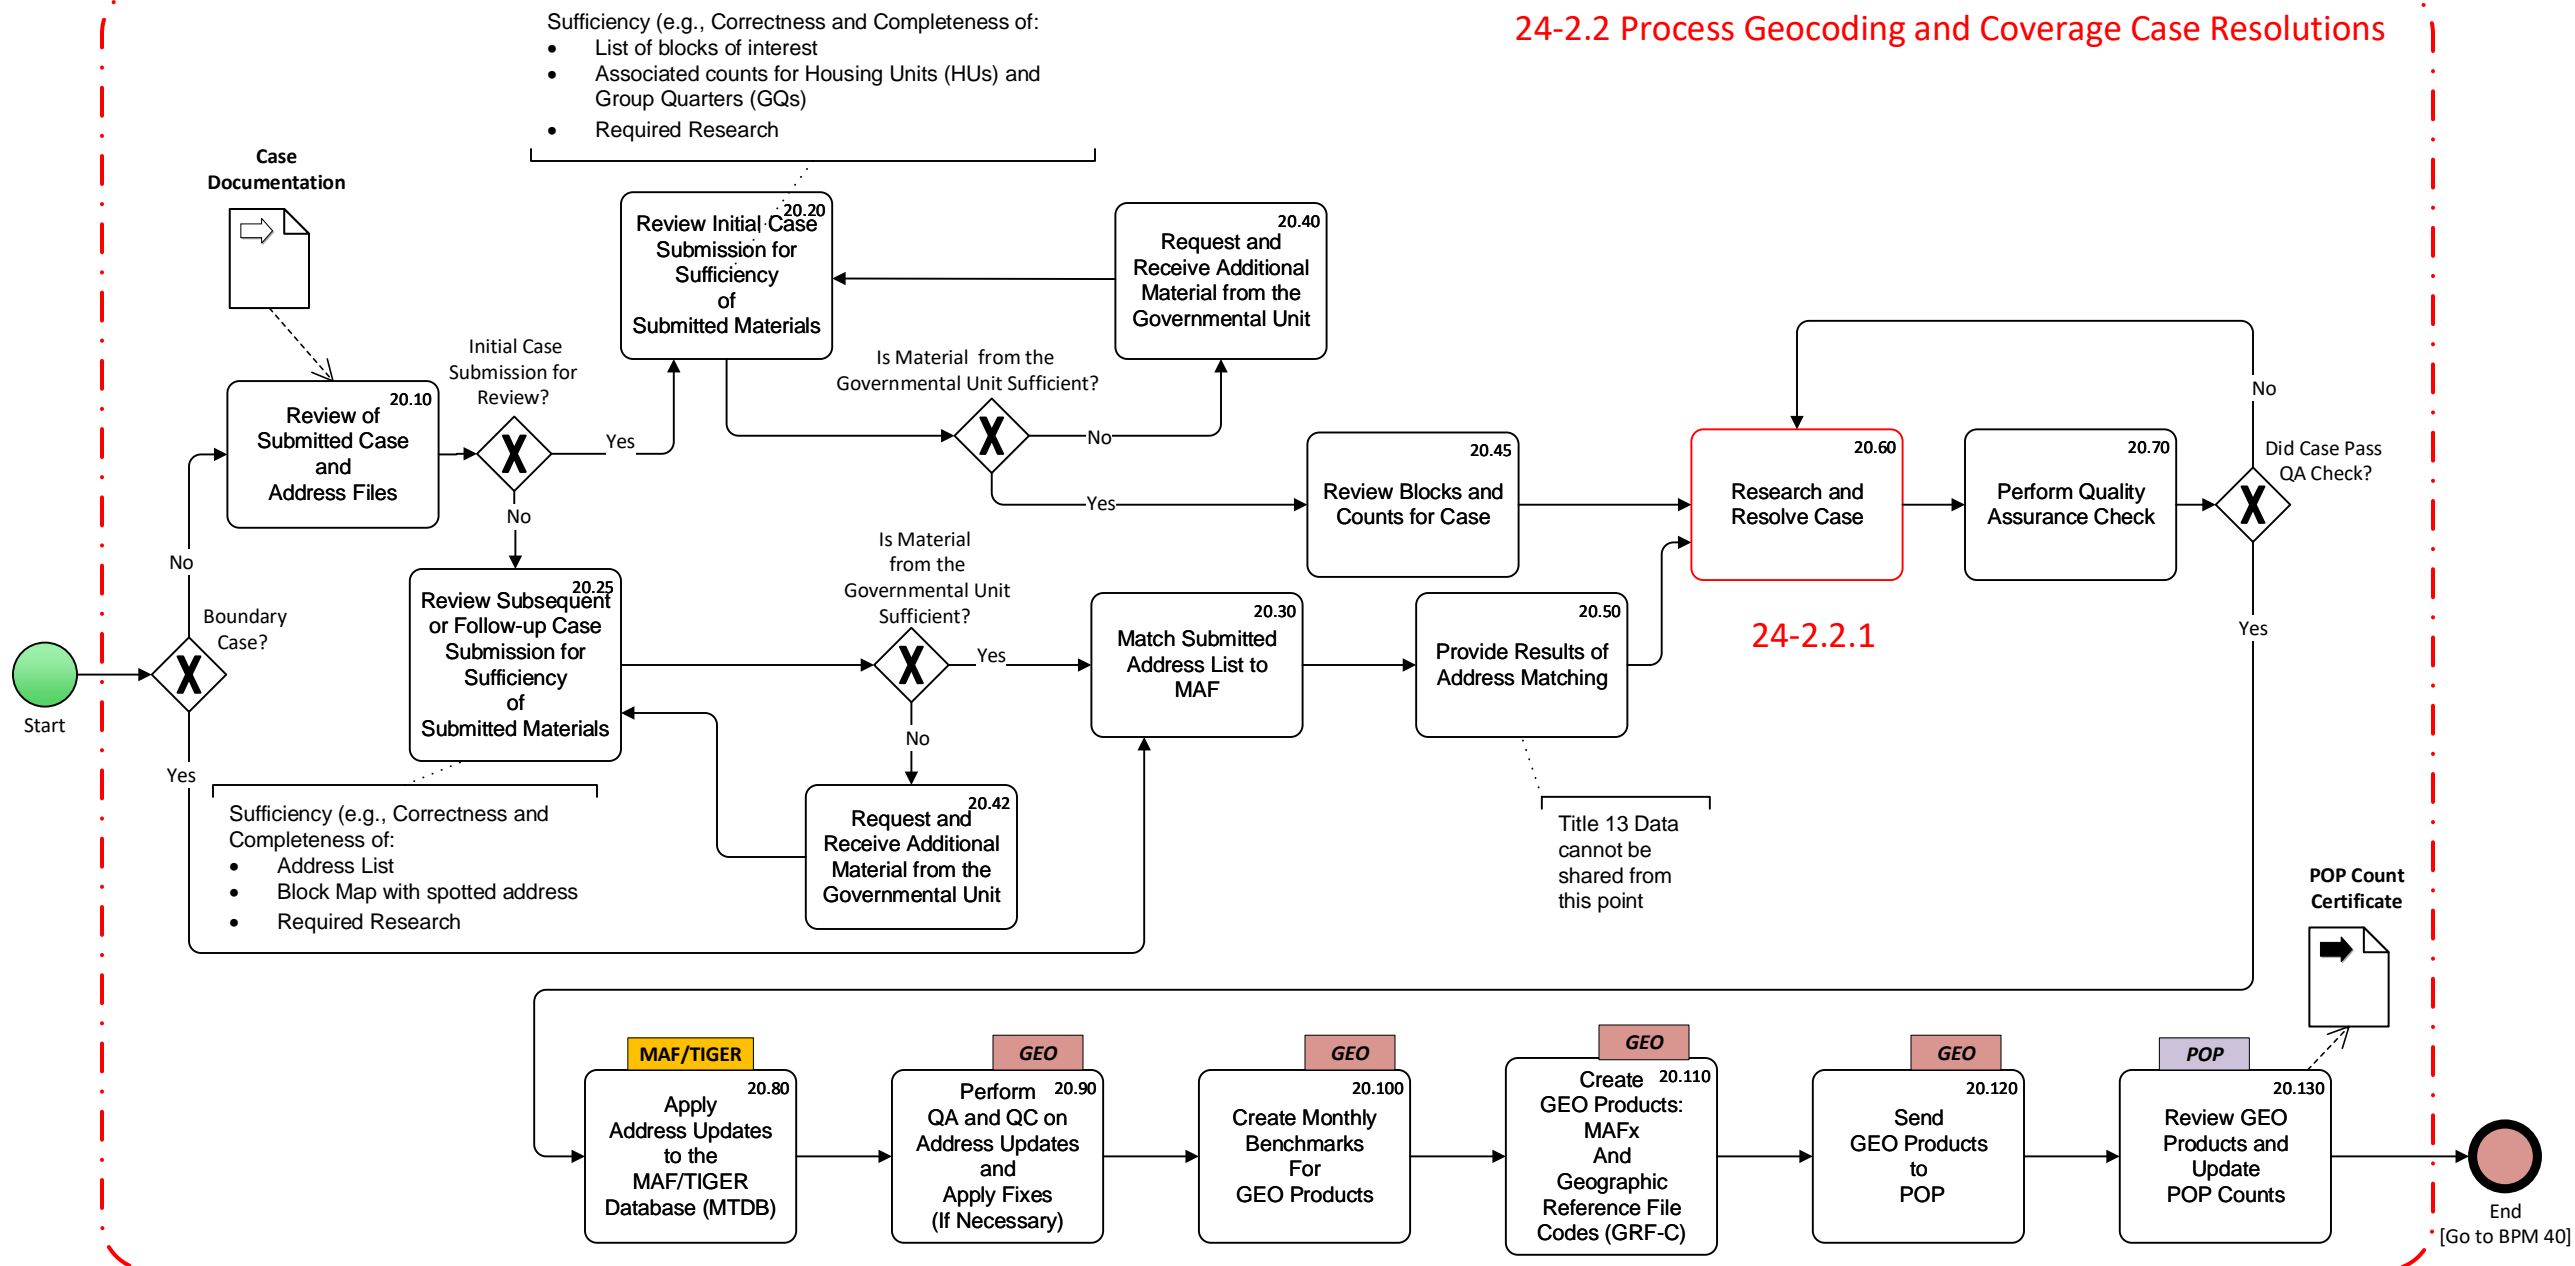 24-2.2 Process Geocoding and Coverage Case Resolutions
Sufficiency (e.g., Correctness and Completeness of:
• List of blocks of interest
• Associated counts for Housing Units (HUs) and
Group Quarters (GQs)
• Required Research
Case
Documentation
20.20
Review Initial Case
Submission for
Sufficiency
of
Submitted Materials
20.40
Request and
Receive Additional
Material from the
Governmental Unit
Initial Case
Submission for
Review?
Is Material from the
Governmental Unit Sufficient?
20.10
Review of
Submitted Case
and
Address Files
Yes
No
No
Yes
20.45
Review Blocks and
Counts for Case
20.60
Research and
Resolve Case
24-2.2.1
20.70
Perform Quality
Assurance Check
No
Did Case Pass
QA Check?
Yes
No
Boundary
Case?
Start
Yes
20.25
Review Subsequent
or Follow-up Case
Submission for
Sufficiency
of
Submitted Materials
Is Material
from the
Governmental Unit
Sufficient?
Yes
No
20.30
Match Submitted
Address List to
MAF
20.50
Provide Results of
Address Matching
Sufficiency (e.g., Correctness and
Completeness of:
• Address List
• Block Map with spotted address
• Required Research
20.42
Request and
Receive Additional
Material from the
Governmental Unit
Title 13 Data
cannot be
shared from
this point
POP Count
Certificate
MAF/TIGER
20.80
Apply
Address Updates
to the
MAF/TIGER
Database (MTDB)
GEO
20.90
Perform
QA and QC on
Address Updates
and
Apply Fixes
(If Necessary)
GEO
20.100
Create Monthly
Benchmarks
For
GEO Products
GEO
20.110
Create
GEO Products:
MAFx
And
Geographic
Reference File
Codes (GRF-C)
GEO
20.120
Send
GEO Products
to
POP
POP
20.130
Review GEO
Products and
Update
POP Counts
End
[Go to BPM 40]